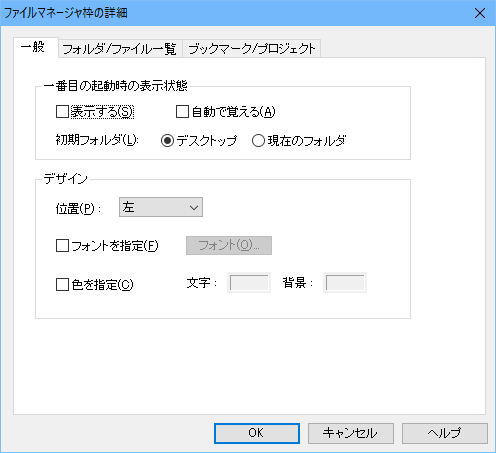 ファイルマネージャ枠の詳細
一般 フォルダ/ファイル一覧 ブックマーク/プロジェクト
一番目の起動時の表示状態
表示する(S) 自動で覚える(A)
初期フォルダ(L): デスクトップ 現在のフォルダ
デザイン
位置(P): 左
フォントを指定(F) フォント(O)...
色を指定(C) 文字: 背景:
OK キャンセル ヘルプ